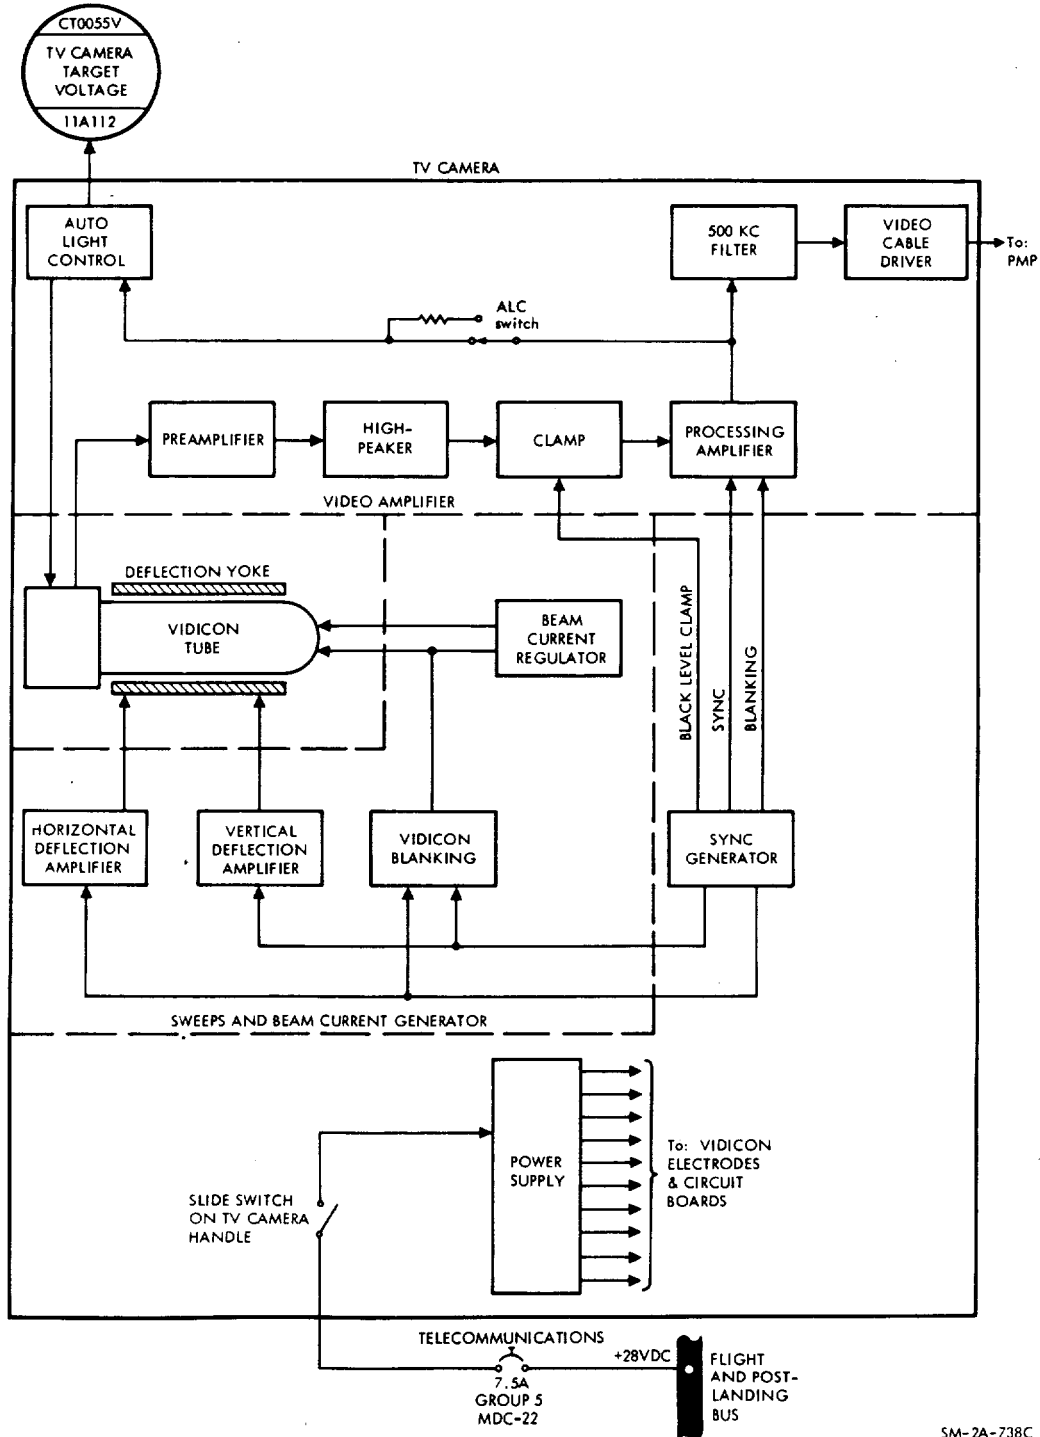 CT0055V
TV CAMERA
TARGET
VOLTAGE
11A112
TV CAMERA
AUTO
LIGHT
CONTROL
500 KC
FILTER
VIDEO
CABLE
DRIVER
To:
PMP
ALC
switch
PREAMPLIFIER
HIGH-
PEAKER
CLAMP
PROCESSING
AMPLIFIER
VIDEO AMPLIFIER
DEFLECTION YOKE
VIDICON
TUBE
BEAM
CURRENT
REGULATOR
BLACK LEVEL CLAMP
SYNC
BLANKING
HORIZONTAL
DEFLECTION
AMPLIFIER
VERTICAL
DEFLECTION
AMPLIFIER
VIDICON
BLANKING
SYNC
GENERATOR
SWEEPS AND BEAM CURRENT GENERATOR
POWER
SUPPLY
To: VIDICON
ELECTRODES
& CIRCUIT
BOARDS
SLIDE SWITCH
ON TV CAMERA
HANDLE
TELECOMMUNICATIONS
7.5A
GROUP 5
MDC-22
+28VDC
FLIGHT
AND POST-
LANDING
BUS
SM-2A-738C